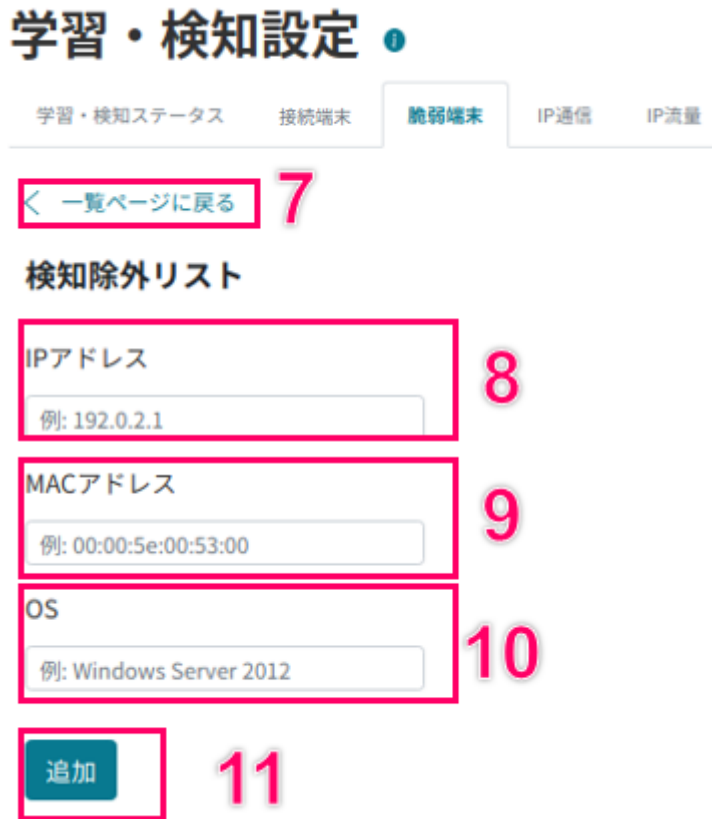 学習・検知設定
学習・検知ステータス 接続端末 脆弱端末 IP通信 IP流量
一覧ページに戻る 7
検知除外リスト
IPアドレス
例: 192.0.2.1
8
MACアドレス
例: 00:00:5e:00:53:00
9
OS
例: Windows Server 2012
10
追加 11